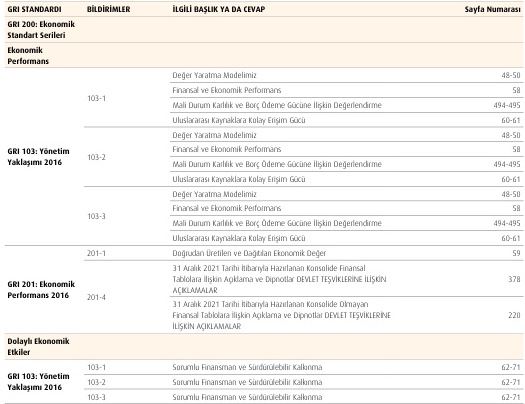 GRI STANDARDI BİLDİRİMLER İLGİLİ BAŞLIK YA DA CEVAP Sayfa Numarası
GRI 200: Ekonomik
Standart Serileri
Ekonomik
Performans
GRI 103: Yönetim
Yaklaşımı 2016
103-1
Değer Yaratma Modelimiz 48-50
Finansal ve Ekonomik Performans 58
Mali Durum Karlılık ve Borç Ödeme Gücüne İlişkin Değerlendirme 494-495
Uluslararası Kaynaklara Kolay Erişim Gücü 60-61
103-2
Değer Yaratma Modelimiz 48-50
Finansal ve Ekonomik Performans 58
Mali Durum Karlılık ve Borç Ödeme Gücüne İlişkin Değerlendirme 494-495
Uluslararası Kaynaklara Kolay Erişim Gücü 60-61
103-3
Değer Yaratma Modelimiz 48-50
Finansal ve Ekonomik Performans 58
Mali Durum Karlılık ve Borç Ödeme Gücüne İlişkin Değerlendirme 494-495
Uluslararası Kaynaklara Kolay Erişim Gücü 60-61
GRI 201: Ekonomik
Performans 2016
201-1 Doğrudan Üretilen ve Dağıtılan Ekonomik Değer 59
201-4
31 Aralık 2021 Tarihi İtibarıyla Hazırlanan Konsolide Finansal
Tablolara İlişkin Açıklama ve Dipnotlar DEVLET TEŞVİKLERİNE İLİŞKİN 378
AÇIKLAMALAR
31 Aralık 2021 Tarihi İtibarıyla Hazırlanan Konsolide Olmayan
Finansal Tablolara İlişkin Açıklama ve Dipnotlar DEVLET TEŞVİKLERİNE 220
İLİŞKİN AÇIKLAMALAR
Dolaylı Ekonomik
Etkiler
GRI 103: Yönetim
Yaklaşımı 2016
103-1 Sorumlu Finansman ve Sürdürülebilir Kalkınma 62-71
103-2 Sorumlu Finansman ve Sürdürülebilir Kalkınma 62-71
103-3 Sorumlu Finansman ve Sürdürülebilir Kalkınma 62-71